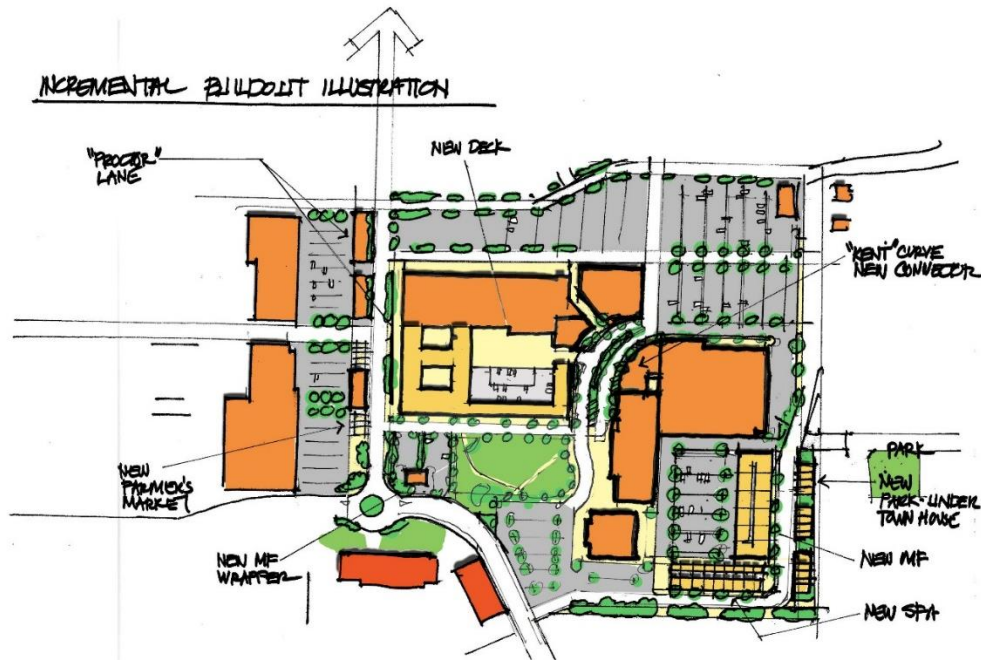 INCREMENTAL BUILDOUT ILLUSTRATION
"PROCTOR"
LANE
NEW DECK
"KENT" CURVE
NEW CONNECTOR
NEW
FARMER'S
MARKET
NEW MF
WRAPPER
PARK
NEW
PARK-UNDER
TOWN HOUSE
NEW MF
NEW SPA